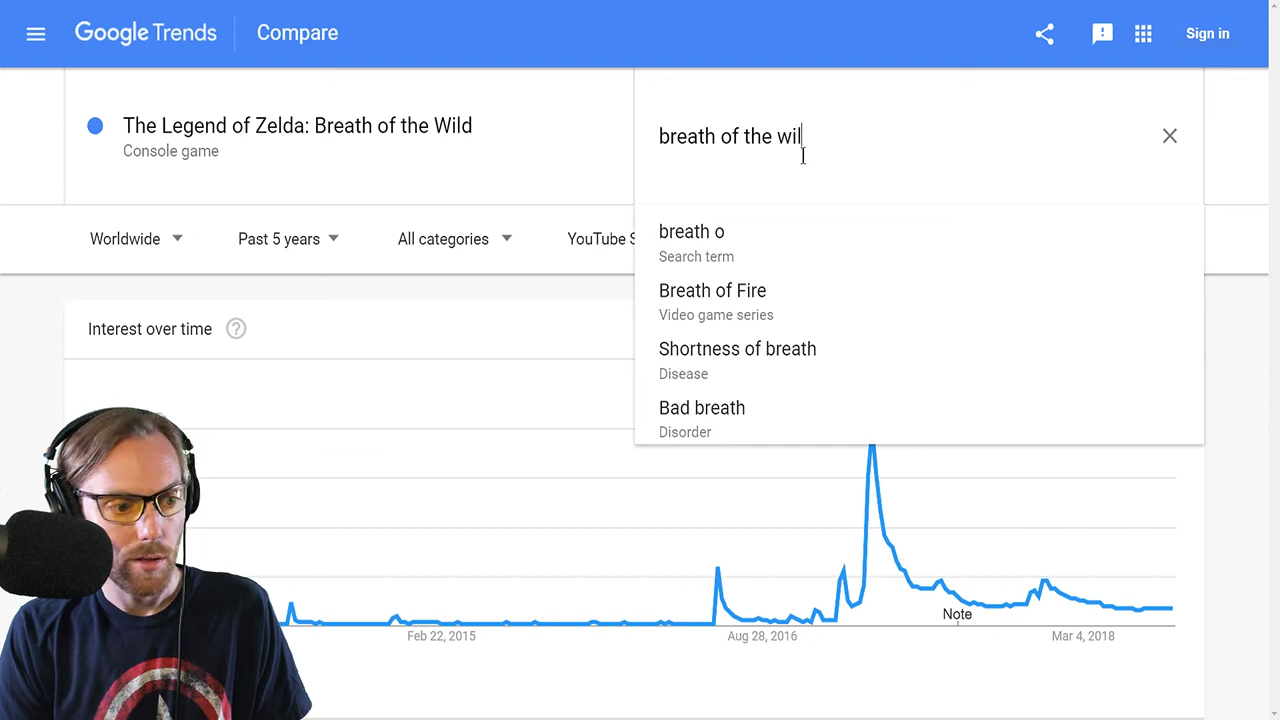 Google Trends
Compare
Sign in
The Legend of Zelda: Breath of the Wild
Console game
breath of the wil
Worldwide
Past 5 years
All categories
YouTube S
breath o
Search term
Breath of Fire
Video game series
Shortness of breath
Disease
Bad breath
Disorder
Interest over time
?
Note
Feb 22, 2015
Aug 28, 2016
Mar 4, 2018